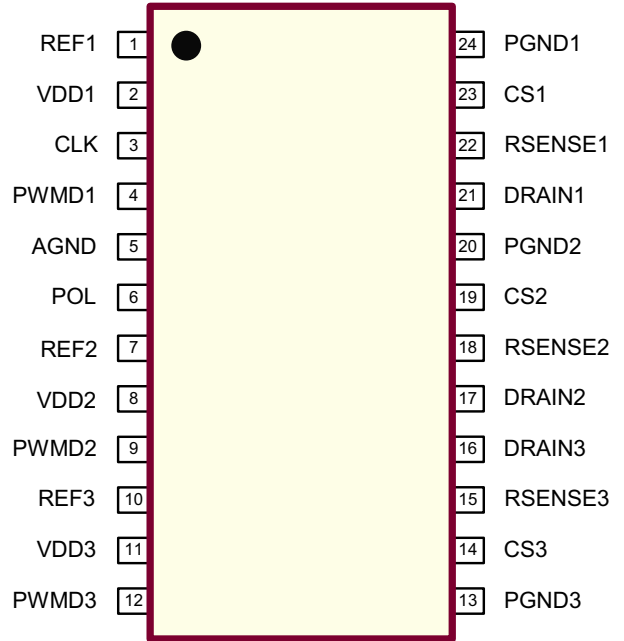 REF1 1 24 PGND1
VDD1 2 23 CS1
CLK 3 22 RSENSE1
PWMD1 4 21 DRAIN1
AGND 5 20 PGND2
POL 6 19 CS2
REF2 7 18 RSENSE2
VDD2 8 17 DRAIN2
PWMD2 9 16 DRAIN3
REF3 10 15 RSENSE3
VDD3 11 14 CS3
PWMD3 12 13 PGND3